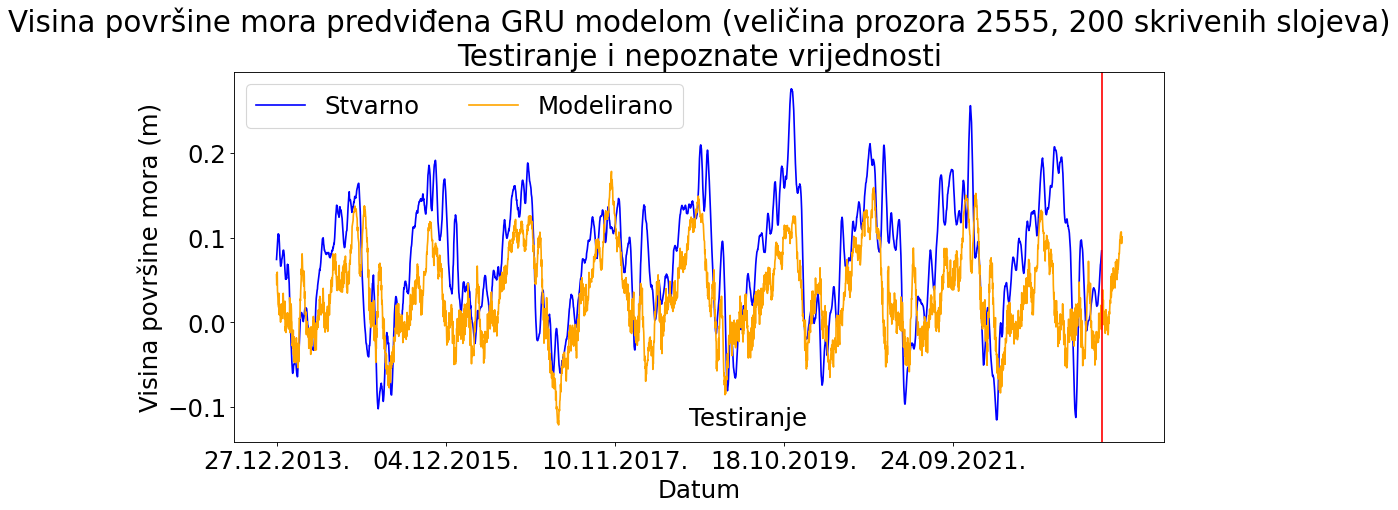 Visina površine mora predviđena GRU modelom (veličina prozora 2555, 200 skrivenih slojeva)
Testiranje i nepoznate vrijednosti
Stvarno
Modelirano
Visina površine mora (m)
0.2
0.1
0.0
−0.1
Testiranje
27.12.2013.
04.12.2015.
10.11.2017.
18.10.2019.
24.09.2021.
Datum